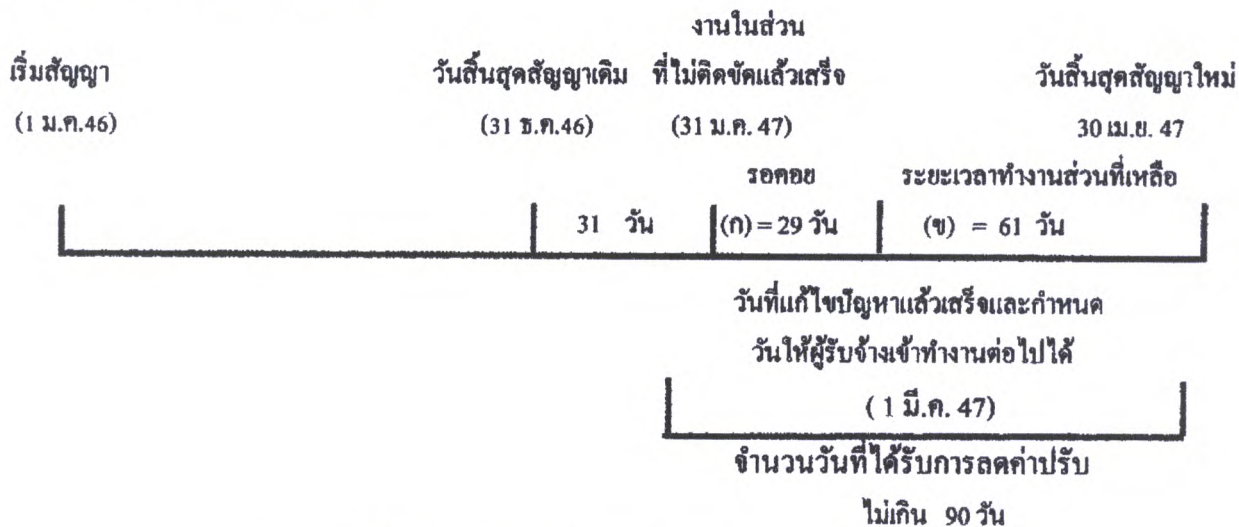 งานในส่วน
เริ่มสัญญา วันสิ้นสุดสัญญาเดิม ที่ไม่ติดขัดแล้วเสร็จ วันสิ้นสุดสัญญาใหม่
(1 ม.ค.46) (31 ธ.ค.46) (31 ม.ค. 47) 30 เม.ย. 47
รอคอย ระยะเวลาทำงานส่วนที่เหลือ
31 วัน (ก) = 29 วัน (ข) = 61 วัน
วันที่แก้ไขปัญหาแล้วเสร็จและกำหนด
วันให้ผู้รับจ้างเข้าทำงานต่อไปได้
( 1 มี.ค. 47)
จำนวนวันที่ได้รับการลดค่าปรับ
ไม่เกิน 90 วัน